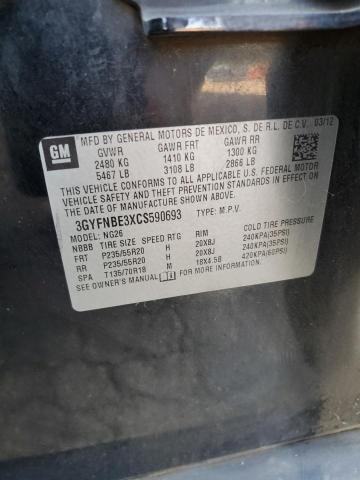 GM
MFD BY GENERAL MOTORS DE MEXICO, S. DE R.L. DE C.V. 03/12
GVWR GAWR FRT GAWR RR
2480 KG 1410 KG 1300 KG
5467 LB 3108 LB 2866 LB
THIS VEHICLE CONFORMS TO ALL APPLICABLE U.S. FEDERAL MOTOR
VEHICLE SAFETY AND THEFT PREVENTION STANDARDS IN EFFECT ON THE
DATE OF MANUFACTURE SHOWN ABOVE.
3GYFNBE3XCS590693 TYPE: M.P.V.
MODEL: NG26
NBBB TIRE SIZE SPEED RTG RIM COLD TIRE PRESSURE
FRT P235/55R20 H 20X8J 240KPA(35PSI)
RR P235/55R20 H 20X8J 240KPA(35PSI)
SPA T135/70R18 M 18X4.5B 420KPA(60PSI)
SEE OWNER'S MANUAL FOR ADDITIONAL INFORMATION.